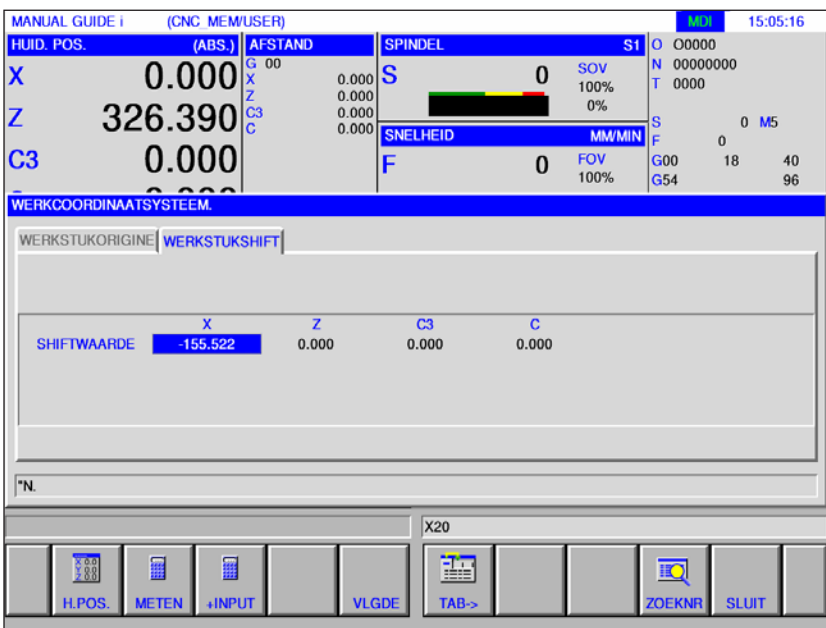 MANUAL GUIDE i (CNC_MEM/USER) MDI 15:05:16
HUID. POS. (ABS.)
X 0.000
Z 326.390
C3 0.000
AFSTAND
G 00
X 0.000
Z 0.000
C3 0.000
C 0.000
SPINDEL S1
S 0 SOV
100%
0%
SNELHEID MM/MIN
F 0 FOV
100%
O O0000
N 00000000
T 0000
S 0 M5
F 0
G00 18 40
G54 96
WERKCOORDINAATSYSTEEM.
WERKSTUKORIGINE WERKSTUKSHIFT
X Z C3 C
SHIFTWAARDE -155.522 0.000 0.000 0.000
"N.
X20
H.POS. METEN +INPUT VLGDE TAB-> ZOEKNR SLUIT